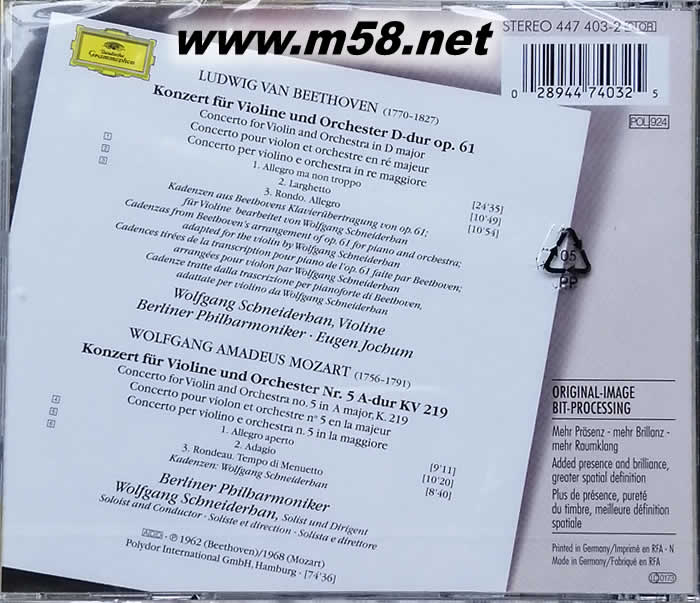 www.m58.net
STEREO 447 403-2 GOR
Deutsche
Grammophon
0 28944 74032 5
POL 924
LUDWIG VAN BEETHOVEN (1770-1827)
Konzert für Violine und Orchester D-dur op. 61
Concerto for Violin and Orchestra in D major
Concerto pour violon et orchestre en ré majeur
Concerto per violino e orchestra in re maggiore
1 1. Allegro ma non troppo [24'35]
2 2. Larghetto [10'49]
3 3. Rondo. Allegro [10'54]
Kadenzen aus Beethovens Klavierübertragung von op. 61;
für Violine bearbeitet von Wolfgang Schneiderhan
Cadenzas from Beethoven's arrangement of op. 61 for piano and orchestra;
adapted for the violin by Wolfgang Schneiderhan
Cadences tirées de la transcription pour piano de l'op. 61 faite par Beethoven;
arrangées pour violon par Wolfgang Schneiderhan
Cadenze tratte dalla trascrizione per pianoforte di Beethoven,
adattate per violino da Wolfgang Schneiderhan
Wolfgang Schneiderhan, Violine
Berliner Philharmoniker · Eugen Jochum
WOLFGANG AMADEUS MOZART (1756-1791)
Konzert für Violine und Orchester Nr. 5 A-dur KV 219
Concerto for Violin and Orchestra no. 5 in A major, K. 219
Concerto pour violon et orchestre n° 5 en la majeur
Concerto per violino e orchestra n. 5 in la maggiore
4 1. Allegro aperto [9'11]
5 2. Adagio [10'20]
6 3. Rondeau. Tempo di Menuetto [8'40]
Kadenzen: Wolfgang Schneiderhan
Berliner Philharmoniker
Wolfgang Schneiderhan, Solist und Dirigent
Soloist and Conductor · Soliste et direction · Solista e direttore
ADD · ℗ 1962 (Beethoven)/1968 (Mozart)
Polydor International GmbH, Hamburg · [74'36]
05
PP
ORIGINAL-IMAGE
BIT-PROCESSING
Mehr Präsenz - mehr Brillanz -
mehr Raumklang
Added presence and brilliance,
greater spatial definition
Plus de présence, pureté
du timbre, meilleure définition
spatiale
Printed in Germany/Imprimé en RFA - N
Made in Germany/Fabriqué en RFA